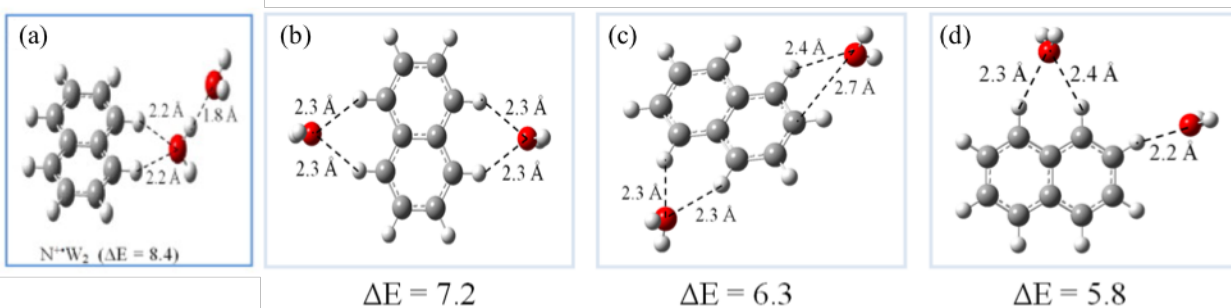 (a)
2.2 Å
1.8 Å
2.2 Å
N⁺•W₂ (ΔE = 8.4)
(b)
2.3 Å
2.3 Å
2.3 Å
2.3 Å
ΔE = 7.2
(c)
2.4 Å
2.7 Å
2.3 Å
2.3 Å
ΔE = 6.3
(d)
2.3 Å
2.4 Å
2.2 Å
ΔE = 5.8